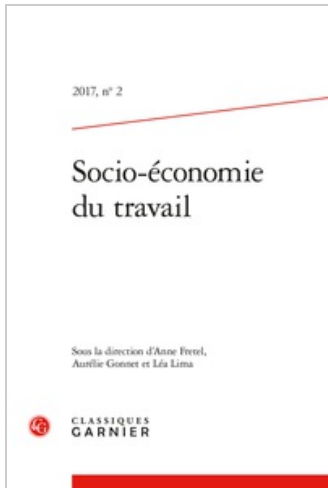 2017, n° 2
Socio-économie
du travail
Sous la direction d'Anne Fretel,
Aurélie Gonnet et Léa Lima
CLASSIQUES
GARNIER